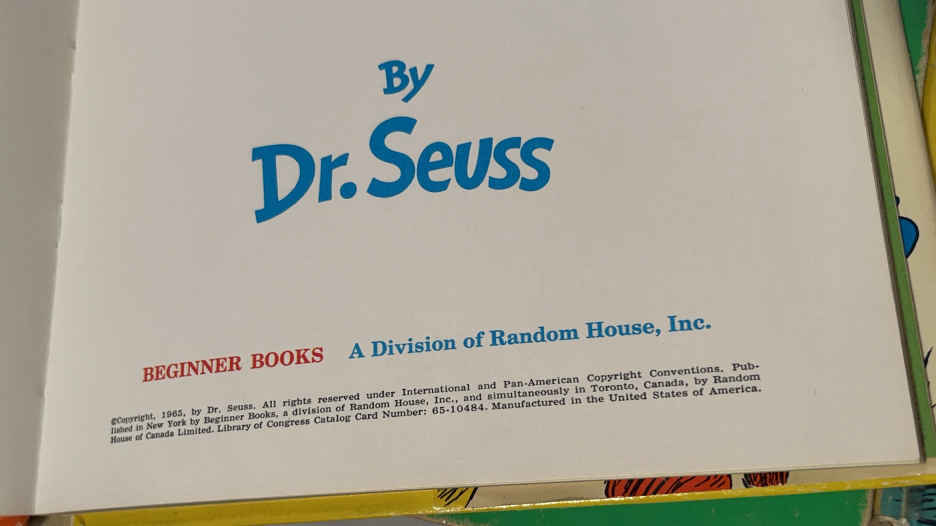 By
Dr. Seuss
BEGINNER BOOKS A Division of Random House, Inc.
©Copyright, 1965, by Dr. Seuss. All rights reserved under International and Pan-American Copyright Conventions. Pub-
lished in New York by Beginner Books, a division of Random House, Inc., and simultaneously in Toronto, Canada, by Random
House of Canada Limited. Library of Congress Catalog Card Number: 65-10484. Manufactured in the United States of America.